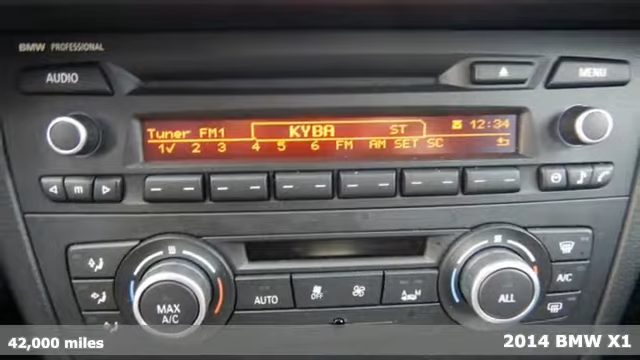 BMW PROFESSIONAL
AUDIO
MENU
Tuner FM1 KYBA ST 12:34
1✓ 2 3 4 5 6 FM AM SET SC
m
MAX A/C
AUTO
OFF
M
ALL
A/C
42,000 miles
2014 BMW X1